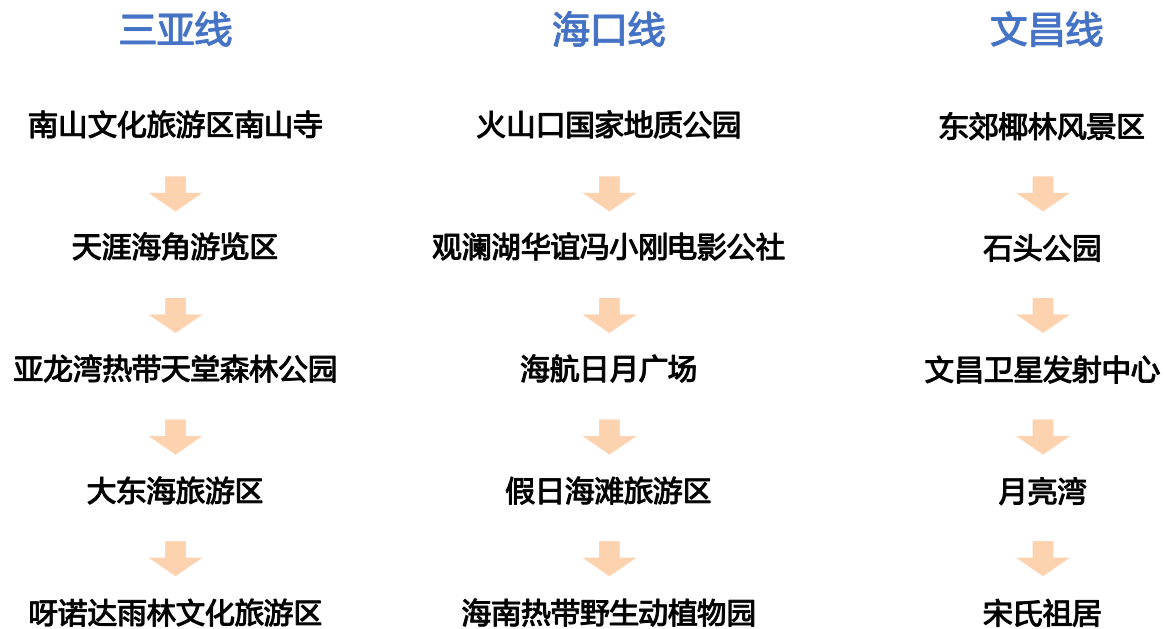 三亚线
南山文化旅游区南山寺
天涯海角游览区
亚龙湾热带天堂森林公园
大东海旅游区
呀诺达雨林文化旅游区
海口线
火山口国家地质公园
观澜湖华谊冯小刚电影公社
海航日月广场
假日海滩旅游区
海南热带野生动植物园
文昌线
东郊椰林风景区
石头公园
文昌卫星发射中心
月亮湾
宋氏祖居